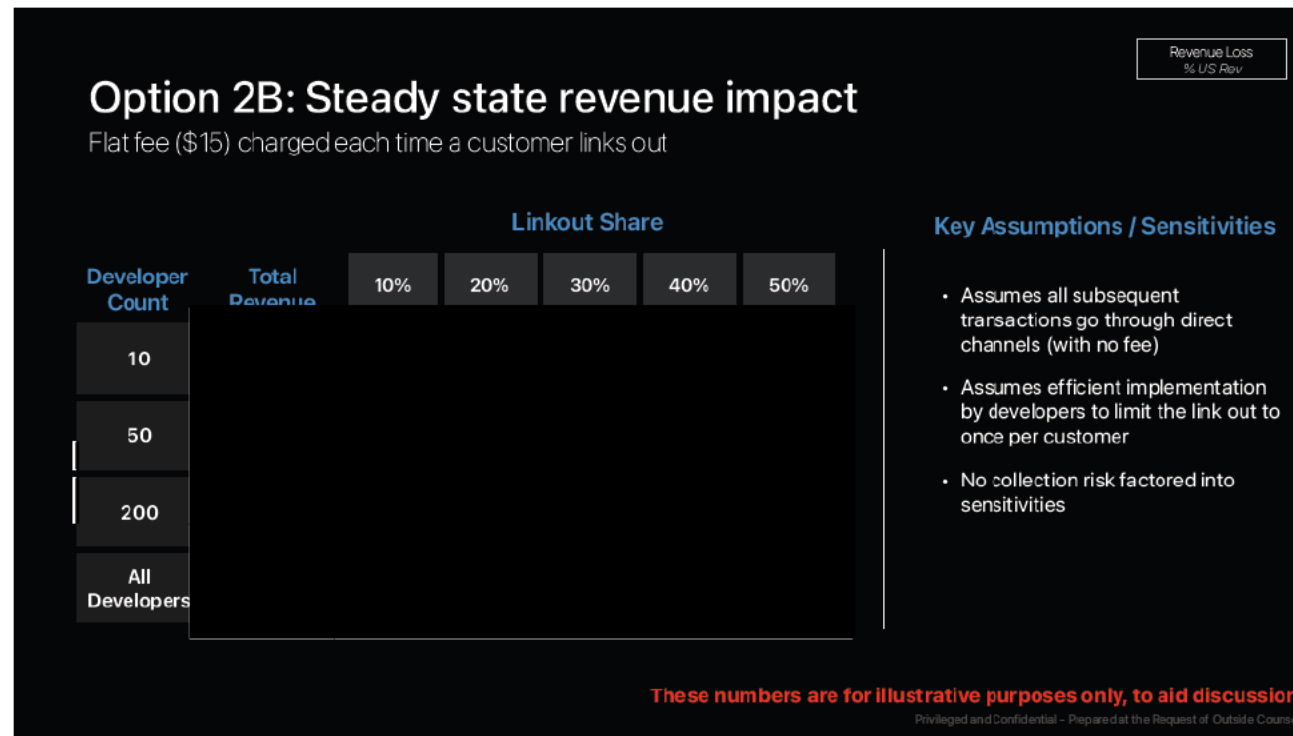 Revenue Loss
% US Rev
Option 2B: Steady state revenue impact
Flat fee ($15) charged each time a customer links out
Linkout Share
Developer
Count
Total
Revenue
10%
20%
30%
40%
50%
10
50
200
All
Developers
Key Assumptions / Sensitivities
• Assumes all subsequent
transactions go through direct
channels (with no fee)
• Assumes efficient implementation
by developers to limit the link out to
once per customer
• No collection risk factored into
sensitivities
These numbers are for illustrative purposes only, to aid discussion
Privileged and Confidential – Prepared at the Request of Outside